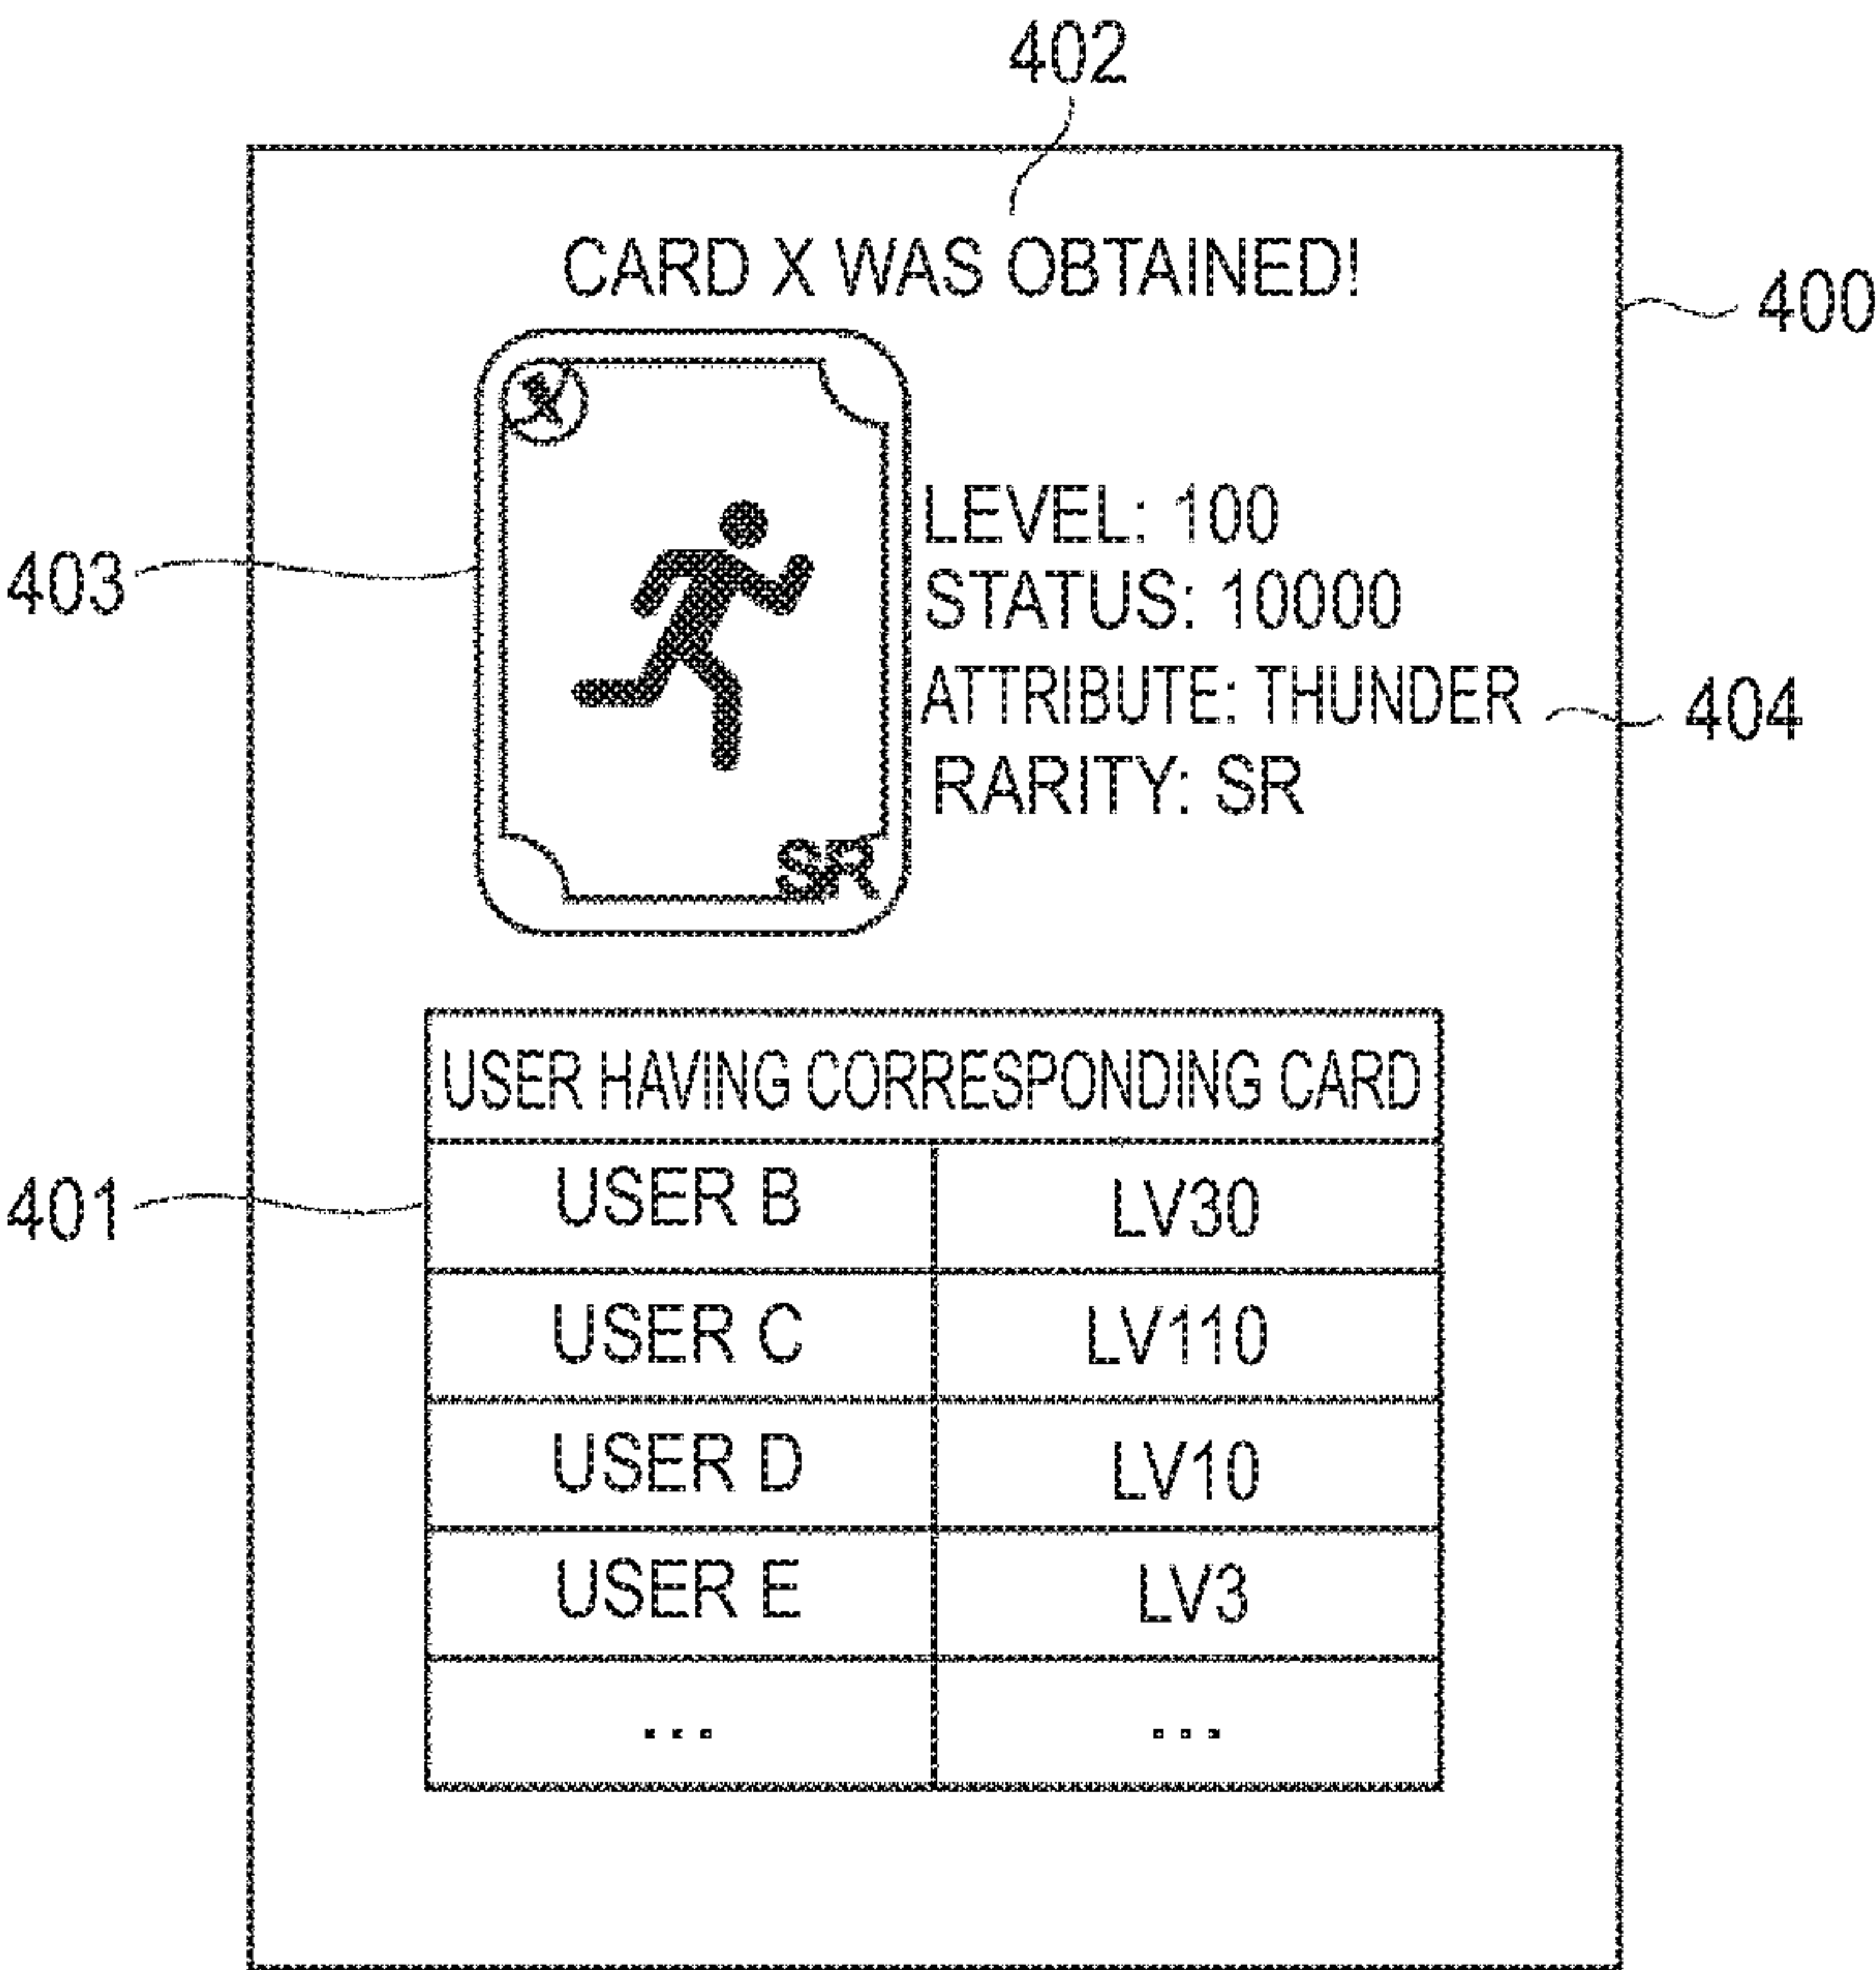 402
CARD X WAS OBTAINED!
400
X
LEVEL: 100
403
STATUS: 10000
ATTRIBUTE: THUNDER
404
RARITY: SR
SR
USER HAVING CORRESPONDING CARD
401
USER B LV30
USER C LV110
USER D LV10
USER E LV3
... ...